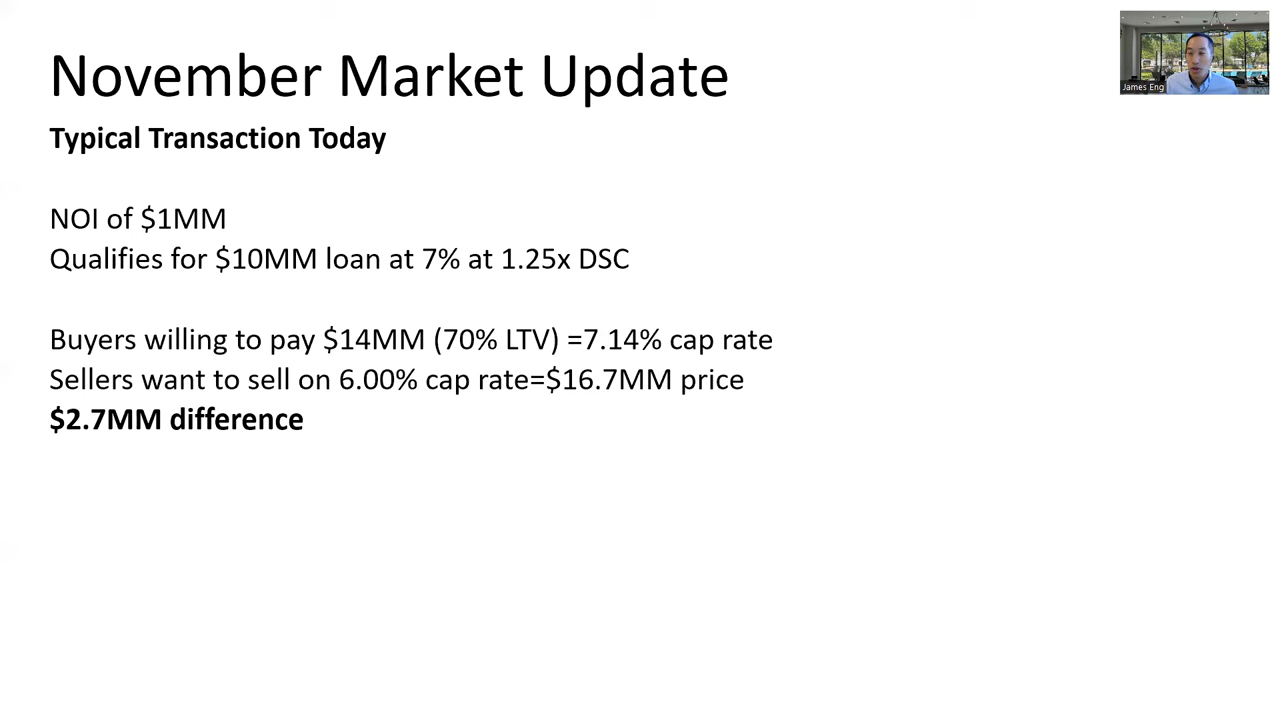 November Market Update
Typical Transaction Today
NOI of $1MM
Qualifies for $10MM loan at 7% at 1.25x DSC
Buyers willing to pay $14MM (70% LTV) =7.14% cap rate
Sellers want to sell on 6.00% cap rate=$16.7MM price
$2.7MM difference
James Eng